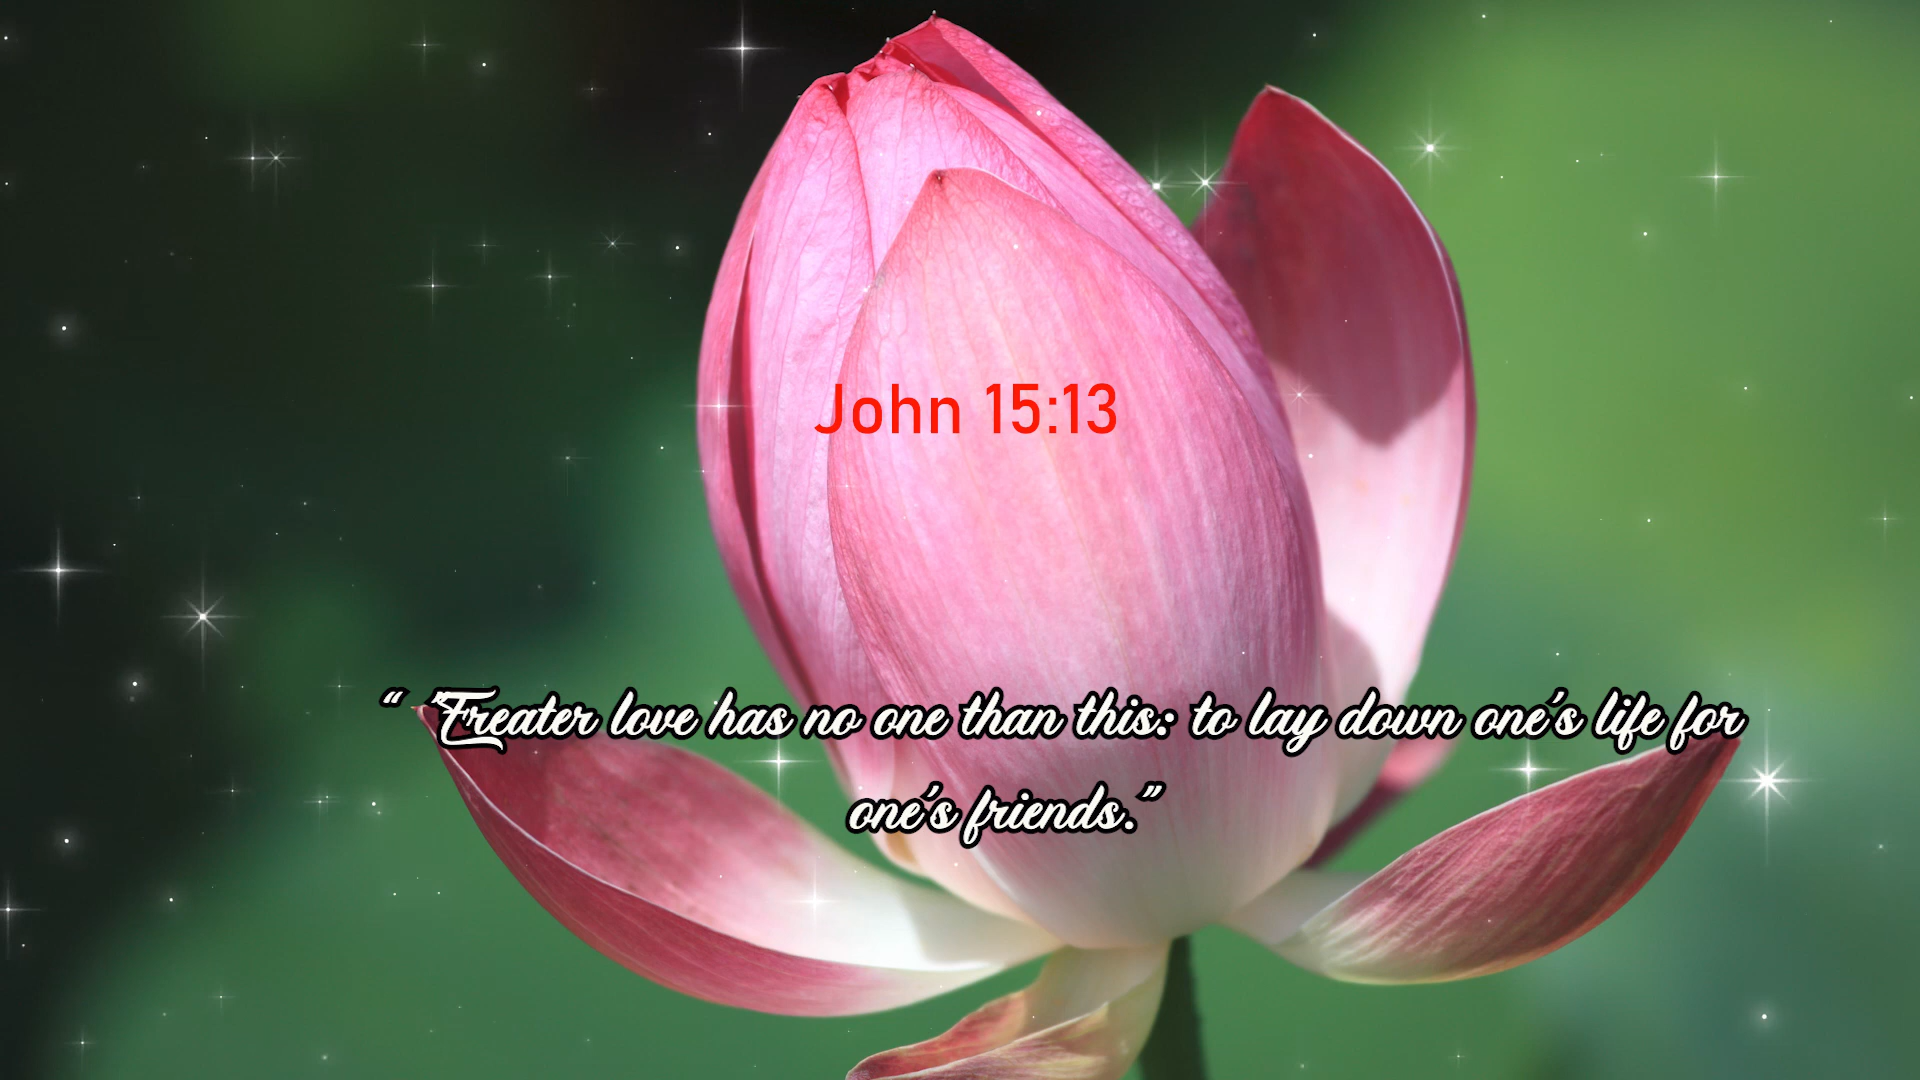 John 15:13
“ "Greater love has no one than this: to lay down one's life for
one's friends.”